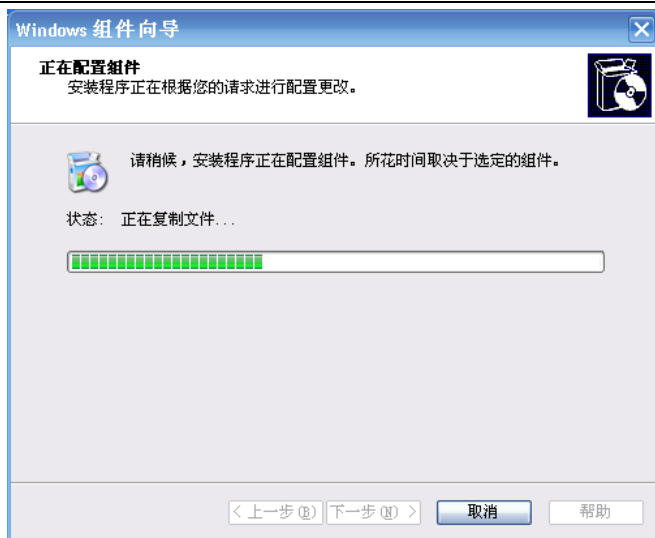 Windows 组件向导
正在配置组件
安装程序正在根据您的请求进行配置更改。
请稍候，安装程序正在配置组件。所花时间取决于选定的组件。
状态: 正在复制文件...
< 上一步(B) 下一步(N) > 取消 帮助